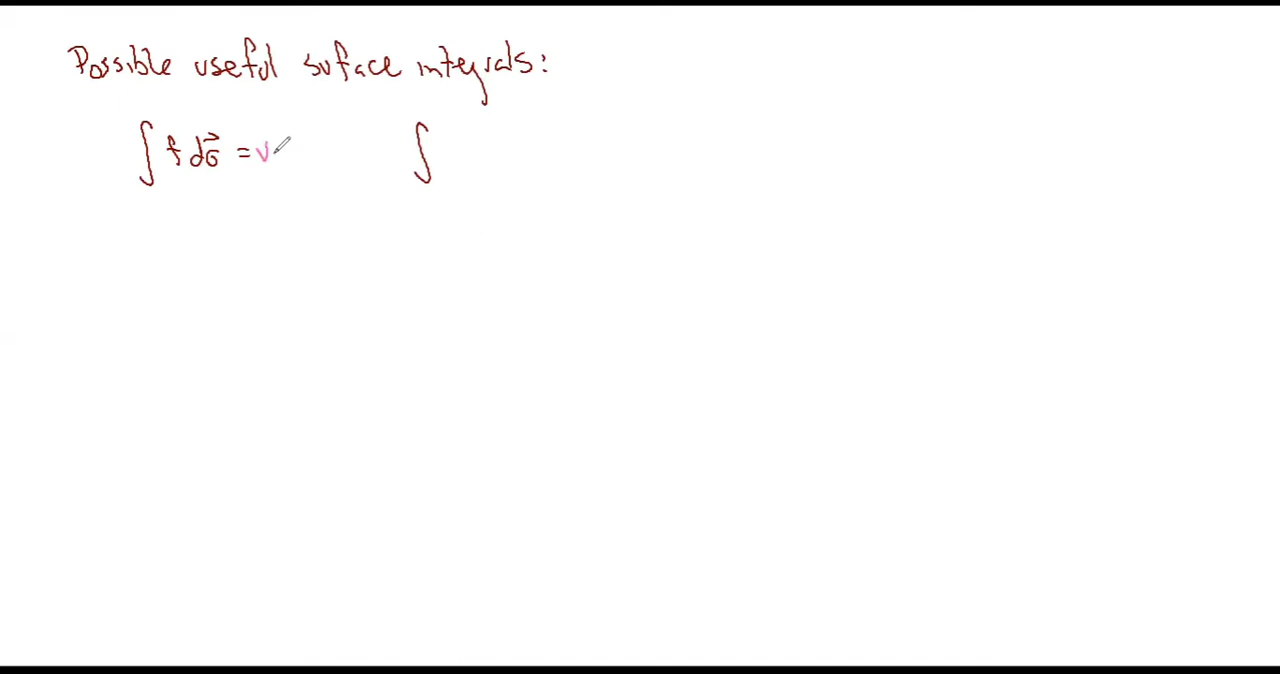 Possible useful suface integrals:
∫ f dσ⃗ = v ∫